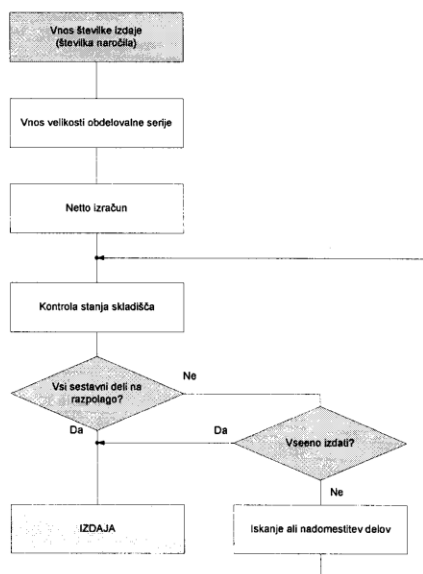 Vnos številke izdaje
(številka naročila)
Vnos velikosti obdelovalne serije
Netto izračun
Kontrola stanja skladišča
Vsi sestavni deli na
razpolago?
Ne
Da
Da
Vseeno izdati?
Ne
IZDAJA
Iskanje ali nadomestitev delov